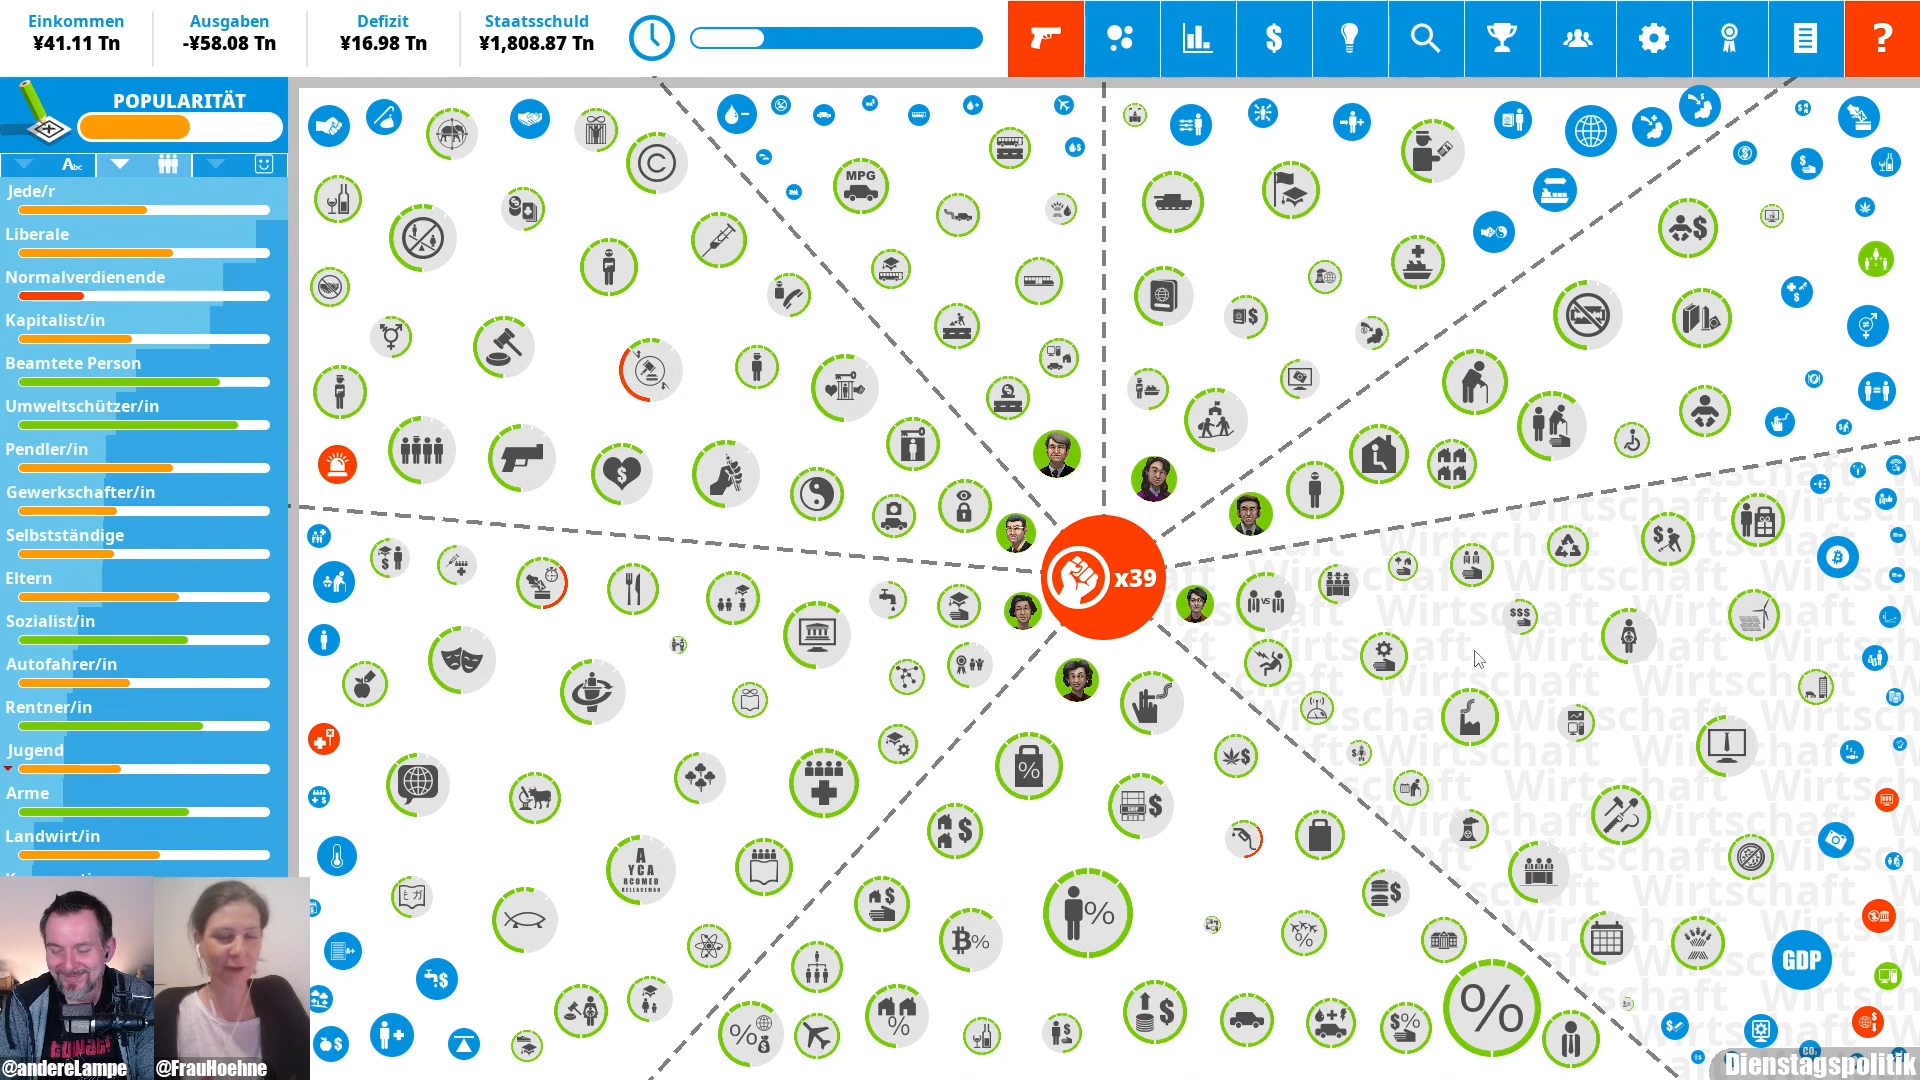 Einkommen
¥41.11 Tn
Ausgaben
-¥58.08 Tn
Defizit
¥16.98 Tn
Staatsschuld
¥1,808.87 Tn
?
POPULARITÄT
Abc
Jede/r
Liberale
Normalverdienende
Kapitalist/in
Beamtete Person
Umweltschützer/in
Pendler/in
Gewerkschafter/in
Selbstständige
Eltern
Sozialist/in
Autofahrer/in
Rentner/in
Jugend
Arme
Landwirt/in
MPG
x39
GDP
Wirtschaft
@andereLampe
@FrauHoehne
Dienstagspolitik